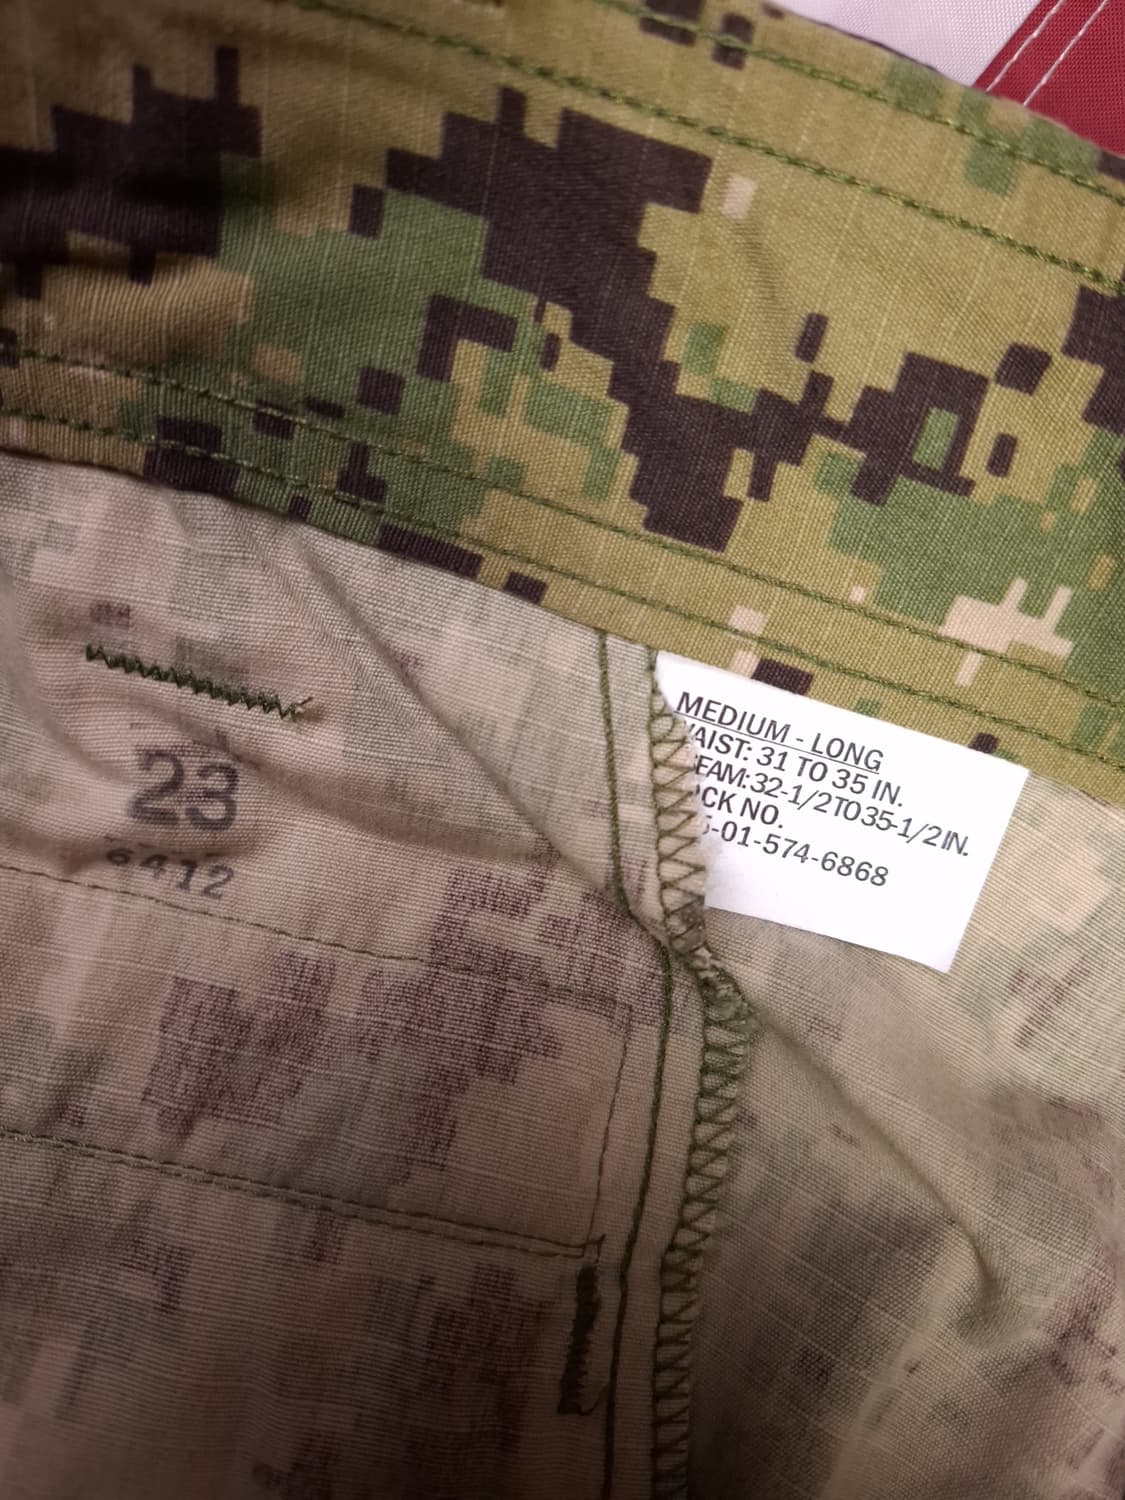 MEDIUM - LONG
AIST: 31 TO 35 IN.
EAM:32-1/2TO35-1/2IN.
CK NO.
-01-574-6868
23
6412